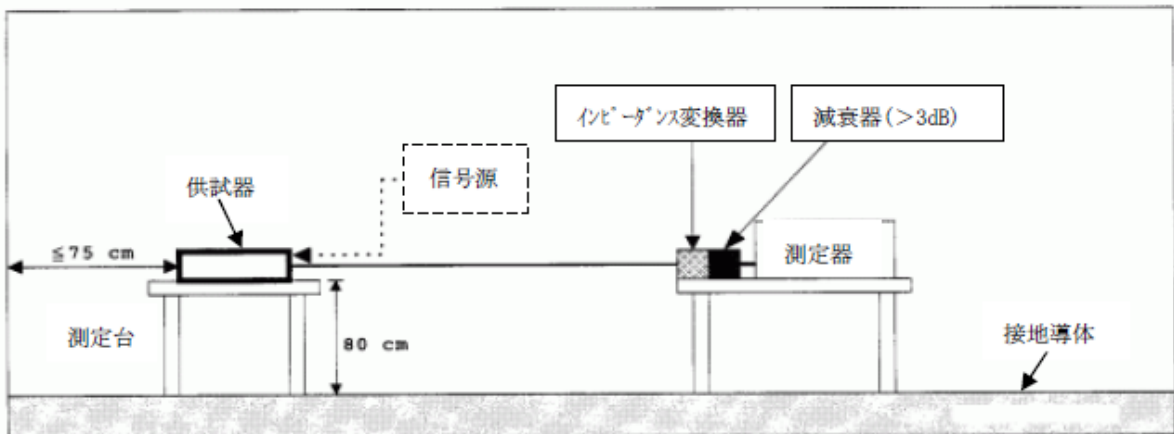 インピーダンス変換器
減衰器(>3dB)
信号源
供試器
≦75 cm
測定器
測定台
80 cm
接地導体